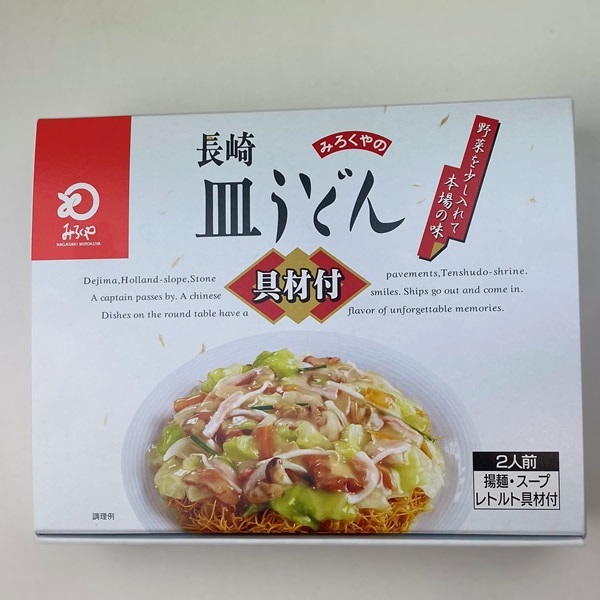 みろくや
NAGASAKI MIROKUYA
長崎
みろくやの
皿うどん
野菜を少し入れて
本場の味
具材付
Dejima,Holland-slope,Stone pavements,Tenshudo-shrine.
A captain passes by. A chinese smiles. Ships go out and come in.
Dishes on the round table have a flavor of unforgettable memories.
2人前
揚麺・スープ
レトルト具材付
調理例